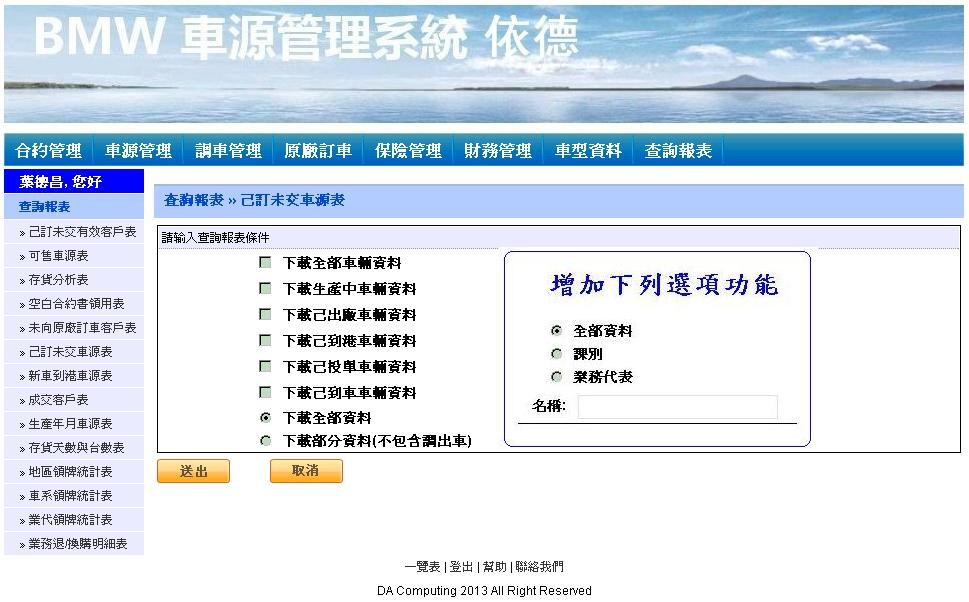 BMW 車源管理系統 依德
合約管理 車源管理 調車管理 原廠訂車 保險管理 財務管理 車型資料 查詢報表
葉德昌, 您好
查詢報表
» 己訂未交有效客戶表
» 可售車源表
» 存貨分析表
» 空白合約書領用表
» 未向原廠訂車客戶表
» 己訂未交車源表
» 新車到港車源表
» 成交客戶表
» 生產年月車源表
» 存貨天數與台數表
» 地區領牌統計表
» 車系領牌統計表
» 業代領牌統計表
» 業務退/換購明細表
查詢報表 » 己訂未交車源表
請輸入查詢報表條件
下載全部車輛資料
下載生產中車輛資料
下載己出廠車輛資料
下載己到港車輛資料
下載己投單車輛資料
下載己到車車輛資料
下載全部資料
下載部分資料(不包含調出車)
增加下列選項功能
全部資料
課別
業務代表
名稱:
送出 取消
一覽表 | 登出 | 幫助 | 聯絡我們
DA Computing 2013 All Right Reserved